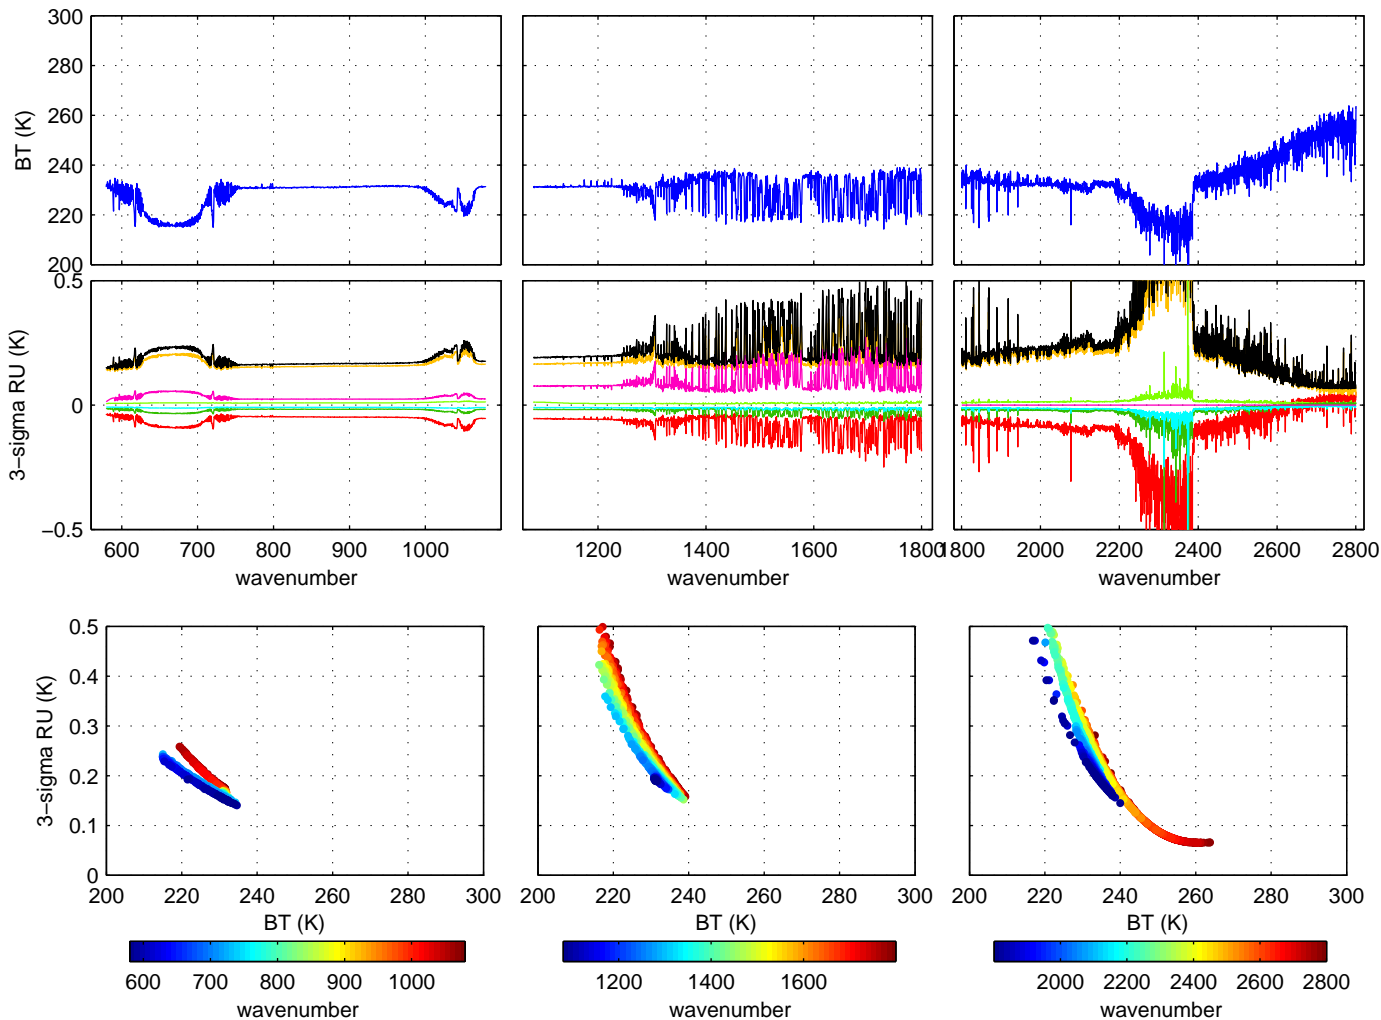 300
280
260
240
220
200
BT (K)
0.5
0
−0.5
3−sigma RU (K)
600 700 800 900 1000
1200 1400 1600 1800
1800 2000 2200 2400 2600 2800
wavenumber wavenumber wavenumber
0.5
0.4
0.3
0.2
0.1
0
3−sigma RU (K)
200 220 240 260 280 300
200 220 240 260 280 300
200 220 240 260 280 300
BT (K) BT (K) BT (K)
600 700 800 900 1000
1200 1400 1600
2000 2200 2400 2600 2800
wavenumber wavenumber wavenumber